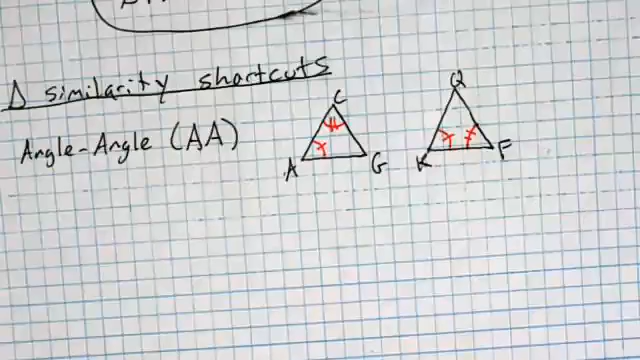 Δ similarity shortcuts
Angle-Angle (AA)
C
A
G
Q
K
F